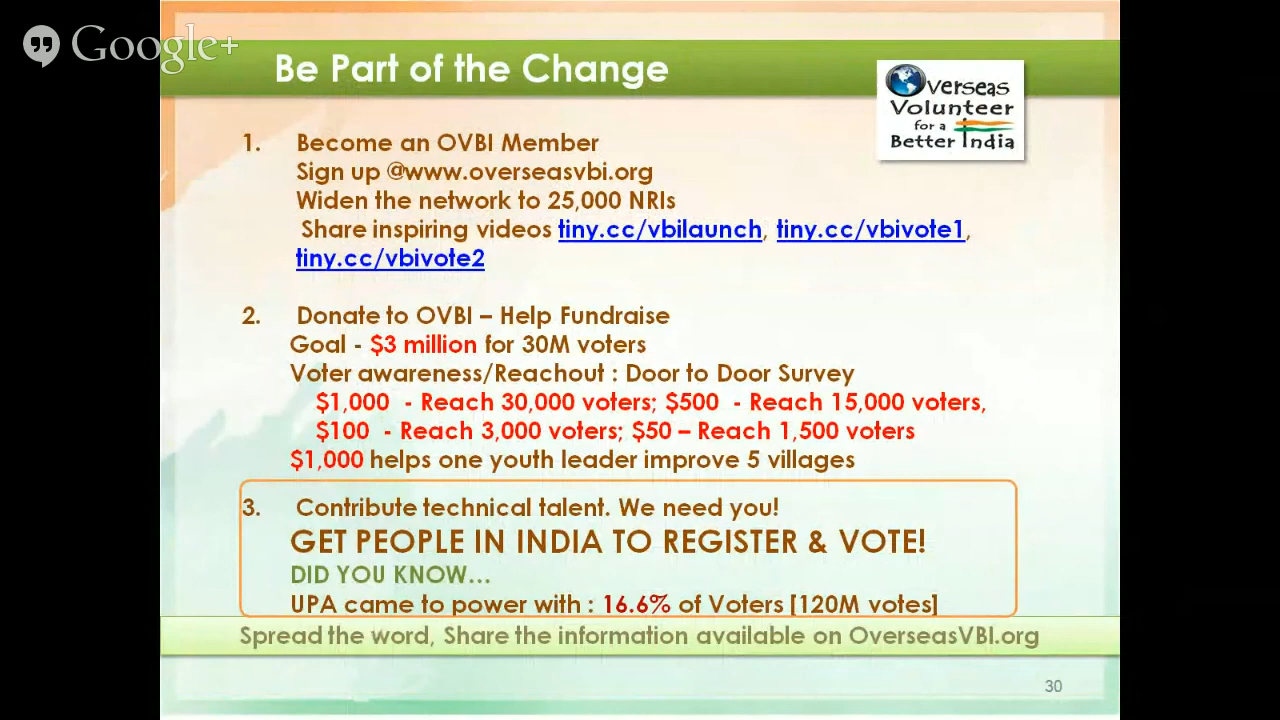 Google+
Be Part of the Change
Overseas
Volunteer
for a
Better India
1. Become an OVBI Member
Sign up @www.overseasvbi.org
Widen the network to 25,000 NRIs
Share inspiring videos tiny.cc/vbilaunch, tiny.cc/vbivote1,
tiny.cc/vbivote2
2. Donate to OVBI – Help Fundraise
Goal - $3 million for 30M voters
Voter awareness/Reachout : Door to Door Survey
$1,000 - Reach 30,000 voters; $500 - Reach 15,000 voters,
$100 - Reach 3,000 voters; $50 – Reach 1,500 voters
$1,000 helps one youth leader improve 5 villages
3. Contribute technical talent. We need you!
GET PEOPLE IN INDIA TO REGISTER & VOTE!
DID YOU KNOW...
UPA came to power with : 16.6% of Voters [120M votes]
Spread the word, Share the information available on OverseasVBI.org
30